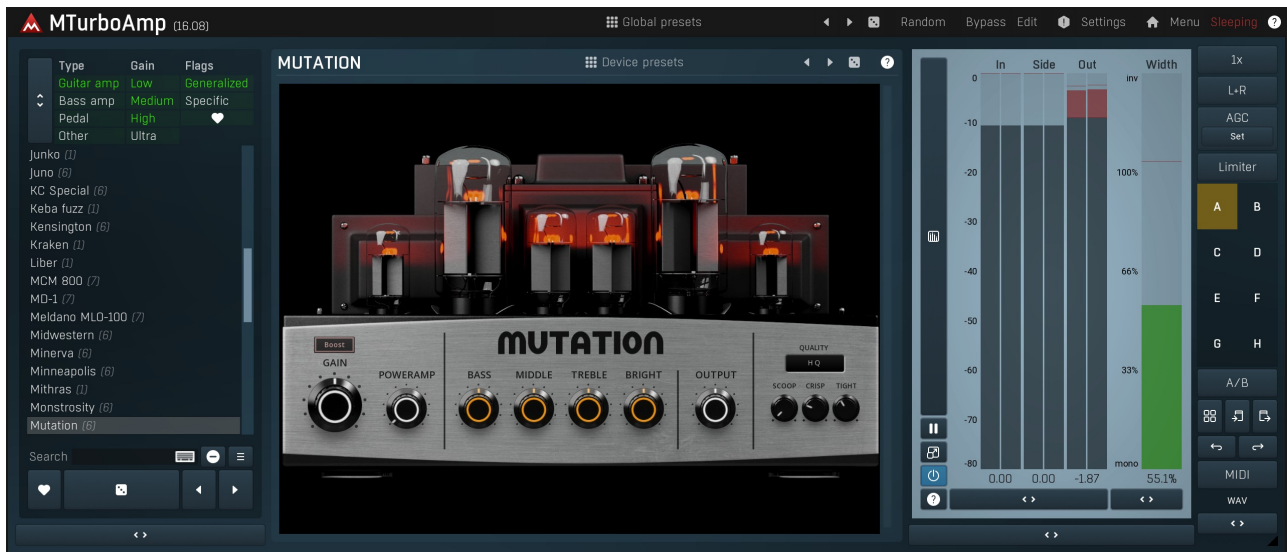 MTurboAmp (16.08)
Global presets
Random Bypass Edit Settings Menu Sleeping ?
Type Gain Flags
Guitar amp Low Generalized
Bass amp Medium Specific
Pedal High
Other Ultra
Junko (1)
Juno (6)
KC Special (6)
Keba fuzz (1)
Kensington (6)
Kraken (1)
Liber (1)
MCM 800 (7)
MD-1 (7)
Meldano MLO-100 (7)
Midwestern (6)
Minerva (6)
Minneapolis (6)
Mithras (1)
Monstrosity (6)
Mutation (6)
Search
MUTATION
Device presets
?
MUTATION
Boost
GAIN
POWERAMP
BASS MIDDLE TREBLE BRIGHT
OUTPUT
QUALITY
HQ
SCOOP CRISP TIGHT
In Side Out Width
0 inv
-10
-20 100%
-30
-40 66%
-50
-60 33%
-70
-80 mono
0.00 0.00 -1.87 55.1%
?
1x
L+R
AGC
Set
Limiter
A B
C D
E F
G H
A/B
MIDI
WAV